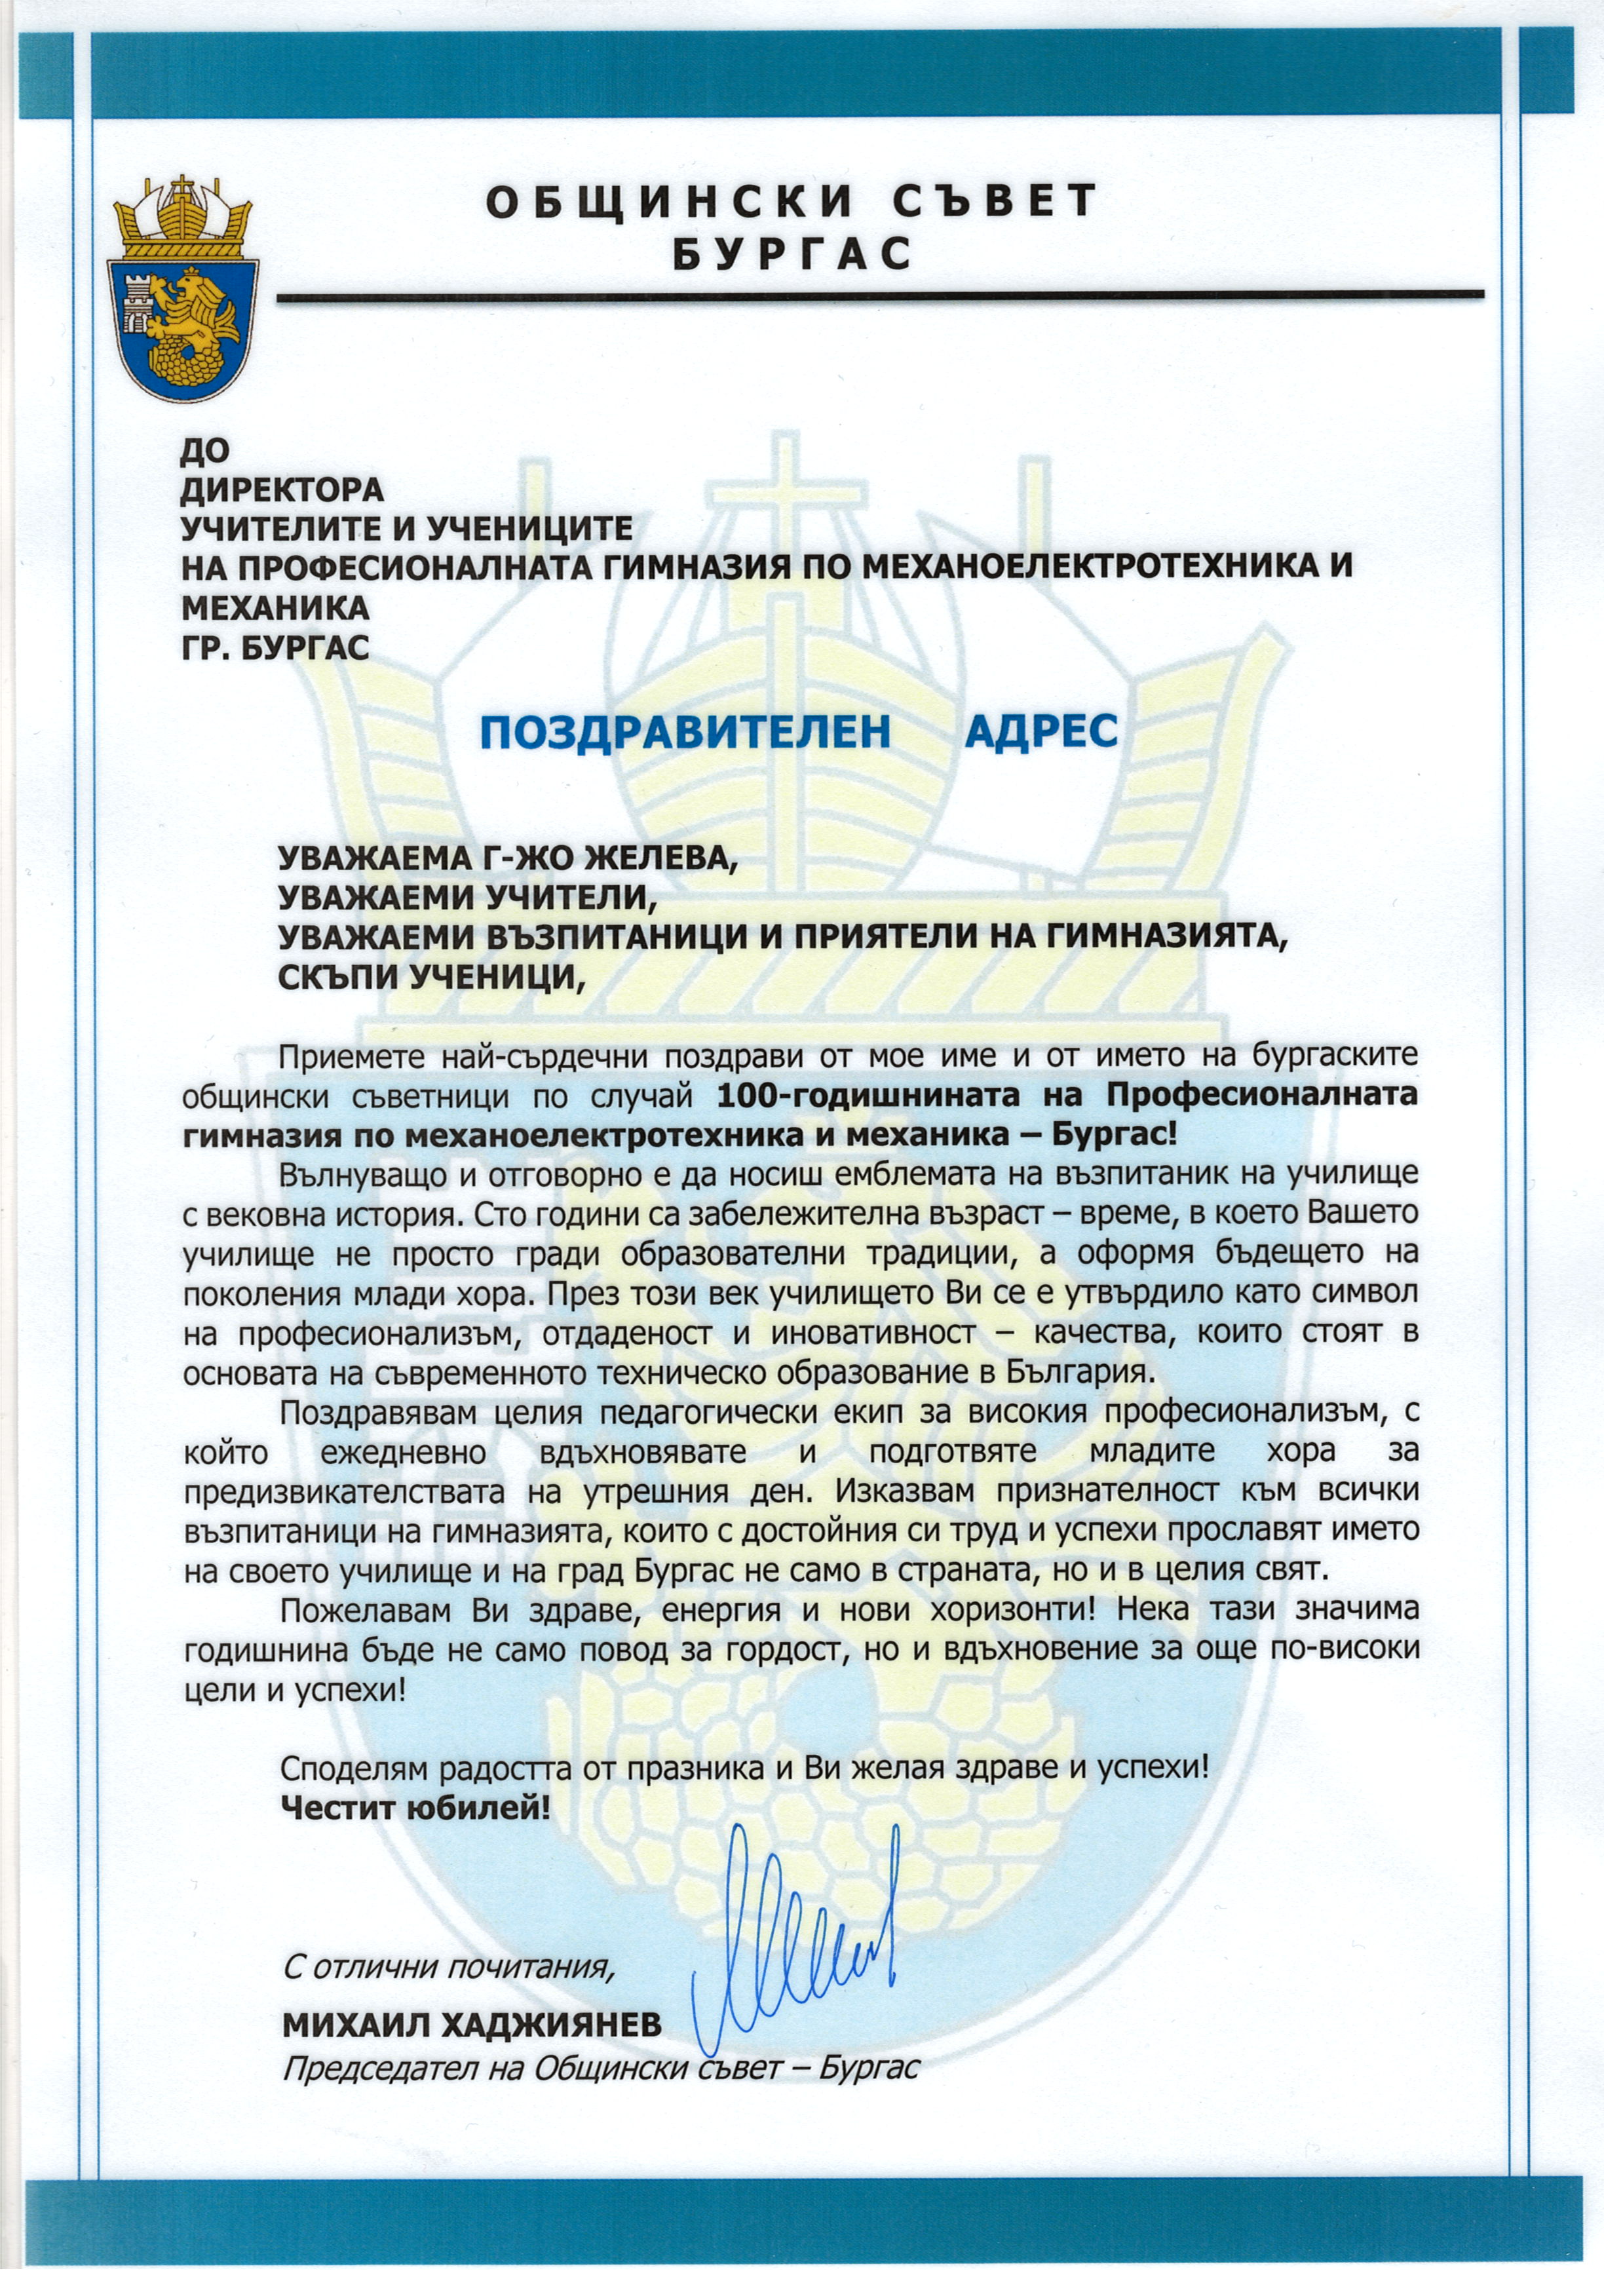 ОБЩИНСКИ СЪВЕТ
БУРГАС
ДО
ДИРЕКТОРА
УЧИТЕЛИТЕ И УЧЕНИЦИТЕ
НА ПРОФЕСИОНАЛНАТА ГИМНАЗИЯ ПО МЕХАНОЕЛЕКТРОТЕХНИКА И
МЕХАНИКА
ГР. БУРГАС
ПОЗДРАВИТЕЛЕН АДРЕС
УВАЖАЕМА Г-ЖО ЖЕЛЕВА,
УВАЖАЕМИ УЧИТЕЛИ,
УВАЖАЕМИ ВЪЗПИТАНИЦИ И ПРИЯТЕЛИ НА ГИМНАЗИЯТА,
СКЪПИ УЧЕНИЦИ,
Приемете най-сърдечни поздрави от мое име и от името на бургаските
общински съветници по случай 100-годишнината на Професионалната
гимназия по механоелектротехника и механика – Бургас!
Вълнуващо и отговорно е да носиш емблемата на възпитаник на училище
с вековна история. Сто години са забележителна възраст – време, в което Вашето
училище не просто гради образователни традиции, а оформя бъдещето на
поколения млади хора. През този век училището Ви се е утвърдило като символ
на професионализъм, отдаденост и иновативност – качества, които стоят в
основата на съвременното техническо образование в България.
Поздравявам целия педагогически екип за високия професионализъм, с
който ежедневно вдъхновявате и подготвяте младите хора за
предизвикателствата на утрешния ден. Изказвам признателност към всички
възпитаници на гимназията, които с достойния си труд и успехи прославят името
на своето училище и на град Бургас не само в страната, но и в целия свят.
Пожелавам Ви здраве, енергия и нови хоризонти! Нека тази значима
годишнина бъде не само повод за гордост, но и вдъхновение за още по-високи
цели и успехи!
Споделям радостта от празника и Ви желая здраве и успехи!
Честит юбилей!
С отлични почитания,
МИХАИЛ ХАДЖИЯНЕВ
Председател на Общински съвет – Бургас